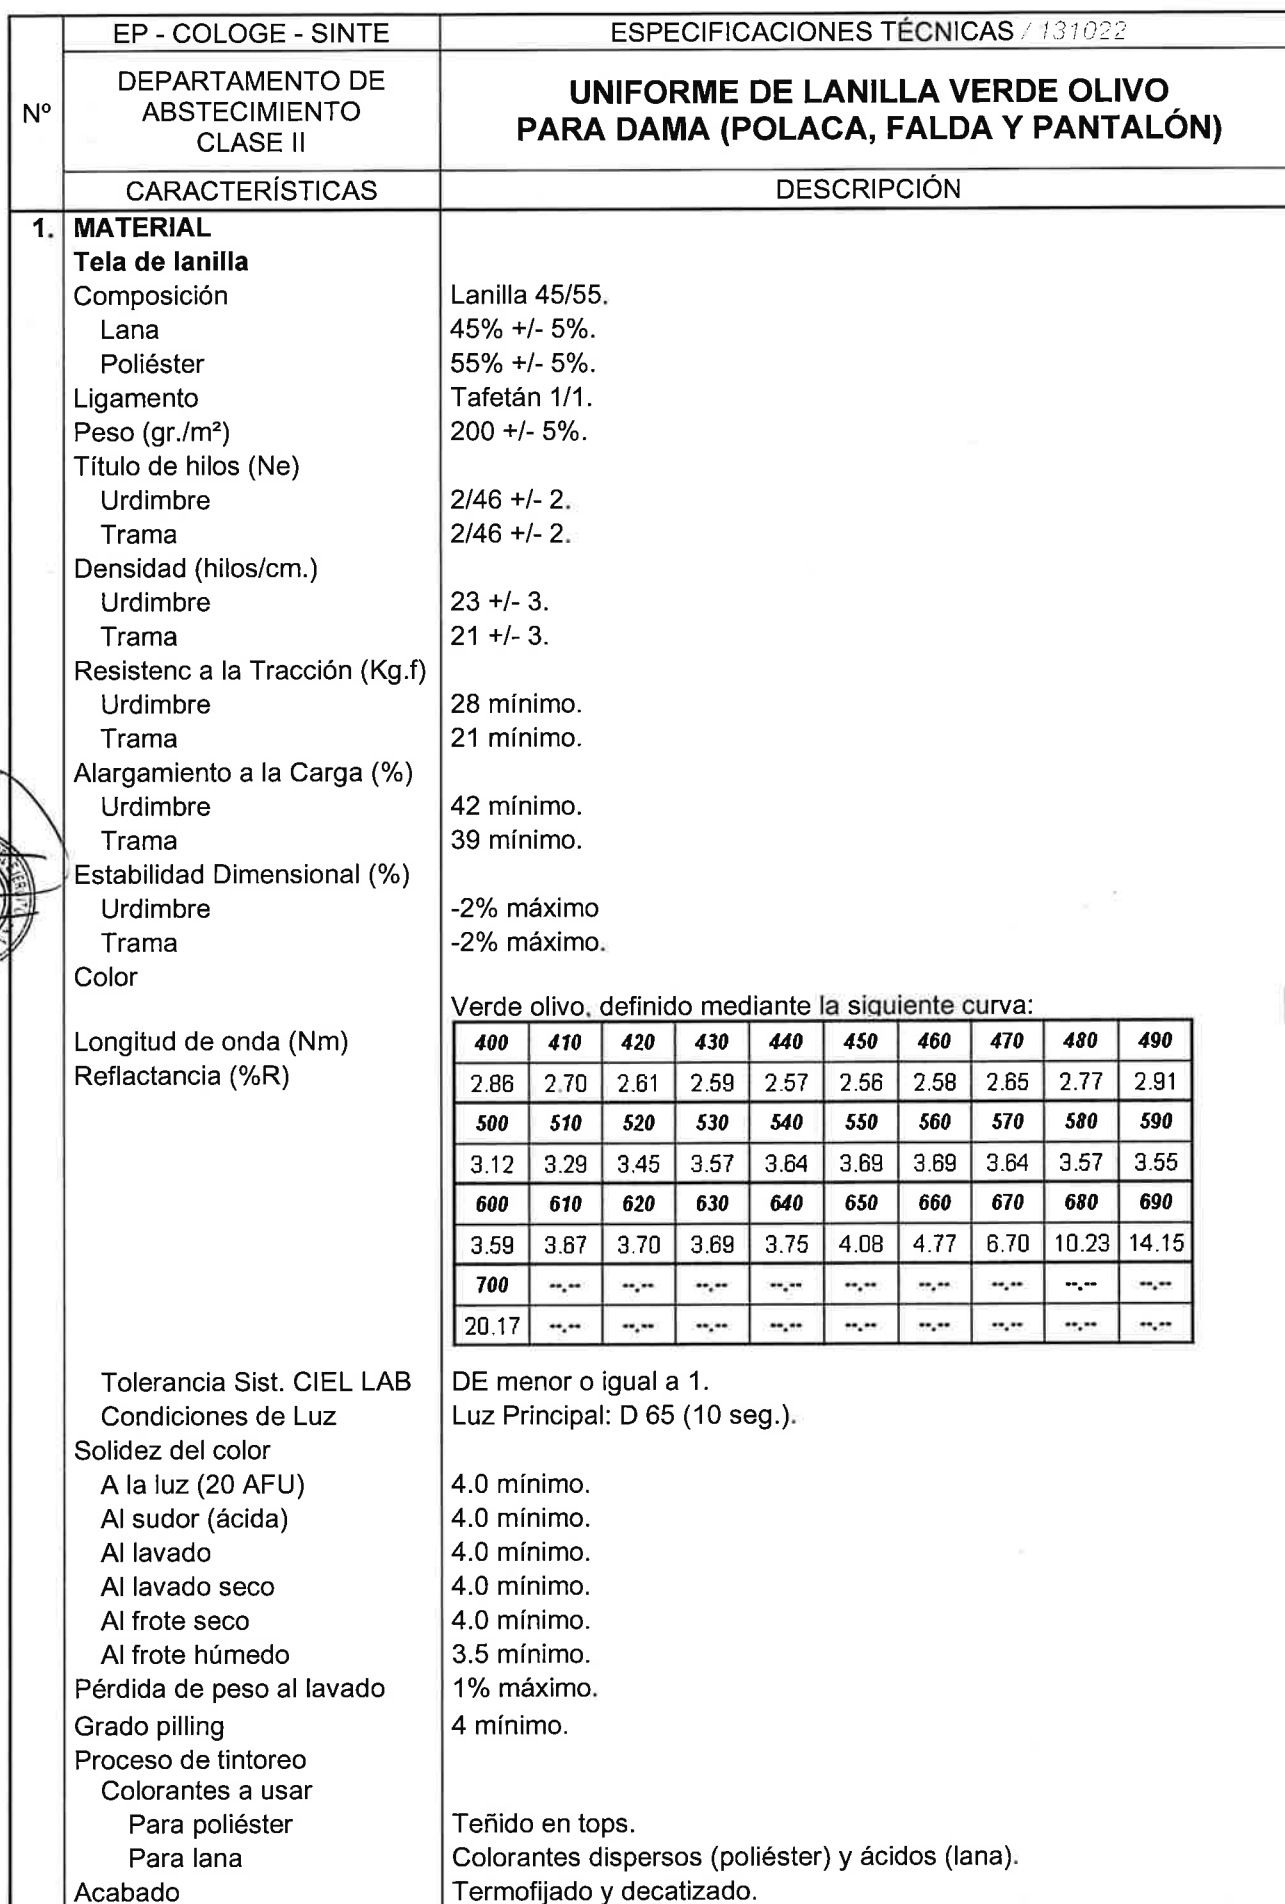 EP - COLOGE - SINTE ESPECIFICACIONES TÉCNICAS / 131022
Nº DEPARTAMENTO DE ABSTECIMIENTO CLASE II UNIFORME DE LANILLA VERDE OLIVO
PARA DAMA (POLACA, FALDA Y PANTALÓN)
CARACTERÍSTICAS DESCRIPCIÓN
1. MATERIAL
Tela de lanilla
Composición Lanilla 45/55.
Lana 45% +/- 5%.
Poliéster 55% +/- 5%.
Ligamento Tafetán 1/1.
Peso (gr./m²) 200 +/- 5%.
Título de hilos (Ne)
Urdimbre 2/46 +/- 2.
Trama 2/46 +/- 2.
Densidad (hilos/cm.)
Urdimbre 23 +/- 3.
Trama 21 +/- 3.
Resistenc a la Tracción (Kg.f)
Urdimbre 28 mínimo.
Trama 21 mínimo.
Alargamiento a la Carga (%)
Urdimbre 42 mínimo.
Trama 39 mínimo.
Estabilidad Dimensional (%)
Urdimbre -2% máximo
Trama -2% máximo.
Color
Verde olivo, definido mediante la siguiente curva:
Longitud de onda (Nm) 400 410 420 430 440 450 460 470 480 490
Reflactancia (%R) 2.86 2.70 2.61 2.59 2.57 2.56 2.58 2.65 2.77 2.91
500 510 520 530 540 550 560 570 580 590
3.12 3.29 3.45 3.57 3.64 3.69 3.69 3.64 3.57 3.55
600 610 620 630 640 650 660 670 680 690
3.59 3.67 3.70 3.69 3.75 4.08 4.77 6.70 10.23 14.15
700 --.-- --.-- --.-- --.-- --.-- --.-- --.-- --.-- --.--
20.17 --.-- --.-- --.-- --.-- --.-- --.-- --.-- --.-- --.--
Tolerancia Sist. CIEL LAB DE menor o igual a 1.
Condiciones de Luz Luz Principal: D 65 (10 seg.).
Solidez del color
A la luz (20 AFU) 4.0 mínimo.
Al sudor (ácida) 4.0 mínimo.
Al lavado 4.0 mínimo.
Al lavado seco 4.0 mínimo.
Al frote seco 4.0 mínimo.
Al frote húmedo 3.5 mínimo.
Pérdida de peso al lavado 1% máximo.
Grado pilling 4 mínimo.
Proceso de tintoreo
Colorantes a usar
Para poliéster Teñido en tops.
Para lana Colorantes dispersos (poliéster) y ácidos (lana).
Acabado Termofijado y decatizado.